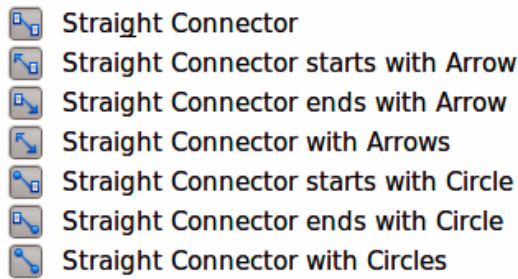 Straight Connector
Straight Connector starts with Arrow
Straight Connector ends with Arrow
Straight Connector with Arrows
Straight Connector starts with Circle
Straight Connector ends with Circle
Straight Connector with Circles